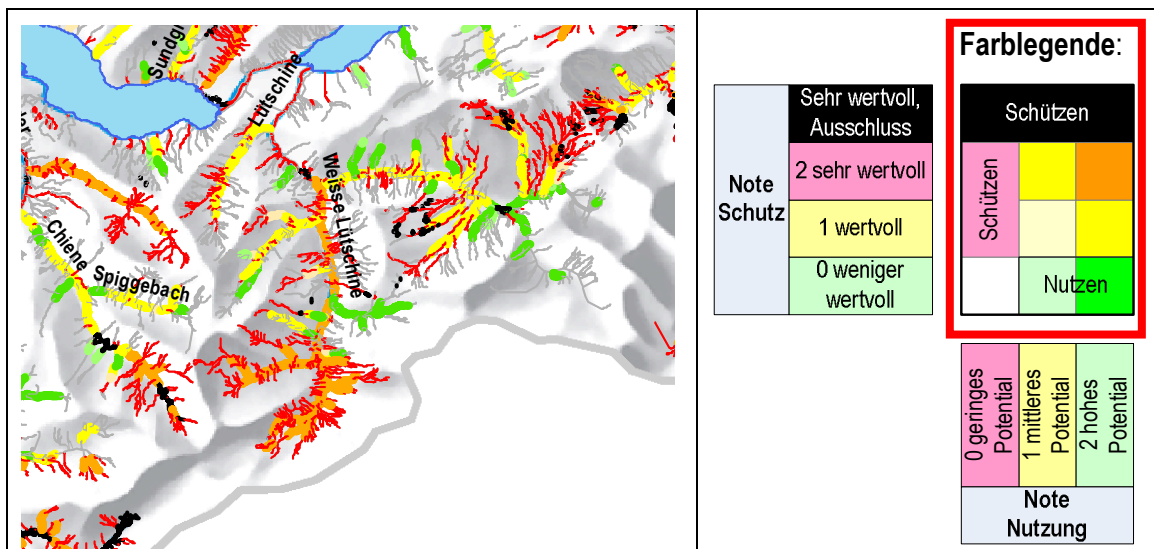 Sundgr
Lütschine
Weisse Lütschine
Chiene
Spiggebach
Farblegende:
Sehr wertvoll,
Ausschluss
Schützen
Note
Schutz
2 sehr wertvoll
1 wertvoll
0 weniger
wertvoll
Schützen
Nutzen
0 geringes
Potential
1 mittleres
Potential
2 hohes
Potential
Note
Nutzung